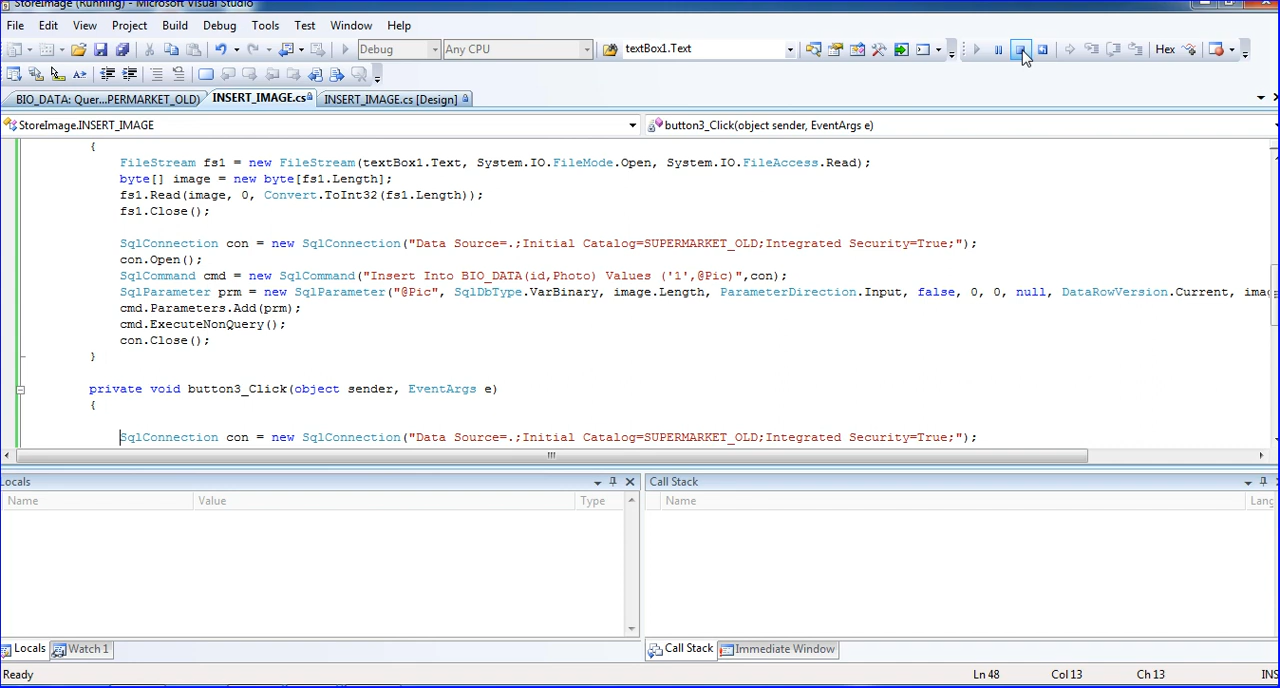 StoreImage (Running) - Microsoft Visual Studio
File Edit View Project Build Debug Tools Test Window Help
Debug Any CPU textBox1.Text Hex
BIO_DATA: Quer...PERMARKET_OLD) INSERT_IMAGE.cs INSERT_IMAGE.cs [Design]
StoreImage.INSERT_IMAGE button3_Click(object sender, EventArgs e)
{
FileStream fs1 = new FileStream(textBox1.Text, System.IO.FileMode.Open, System.IO.FileAccess.Read);
byte[] image = new byte[fs1.Length];
fs1.Read(image, 0, Convert.ToInt32(fs1.Length));
fs1.Close();
SqlConnection con = new SqlConnection("Data Source=.;Initial Catalog=SUPERMARKET_OLD;Integrated Security=True;");
con.Open();
SqlCommand cmd = new SqlCommand("Insert Into BIO_DATA(id,Photo) Values ('1',@Pic)",con);
SqlParameter prm = new SqlParameter("@Pic", SqlDbType.VarBinary, image.Length, ParameterDirection.Input, false, 0, 0, null, DataRowVersion.Current, imag
cmd.Parameters.Add(prm);
cmd.ExecuteNonQuery();
con.Close();
}
private void button3_Click(object sender, EventArgs e)
{
SqlConnection con = new SqlConnection("Data Source=.;Initial Catalog=SUPERMARKET_OLD;Integrated Security=True;");
Locals Call Stack
Name Value Type Name Lang
Locals Watch 1 Call Stack Immediate Window
Ready Ln 48 Col 13 Ch 13 INS